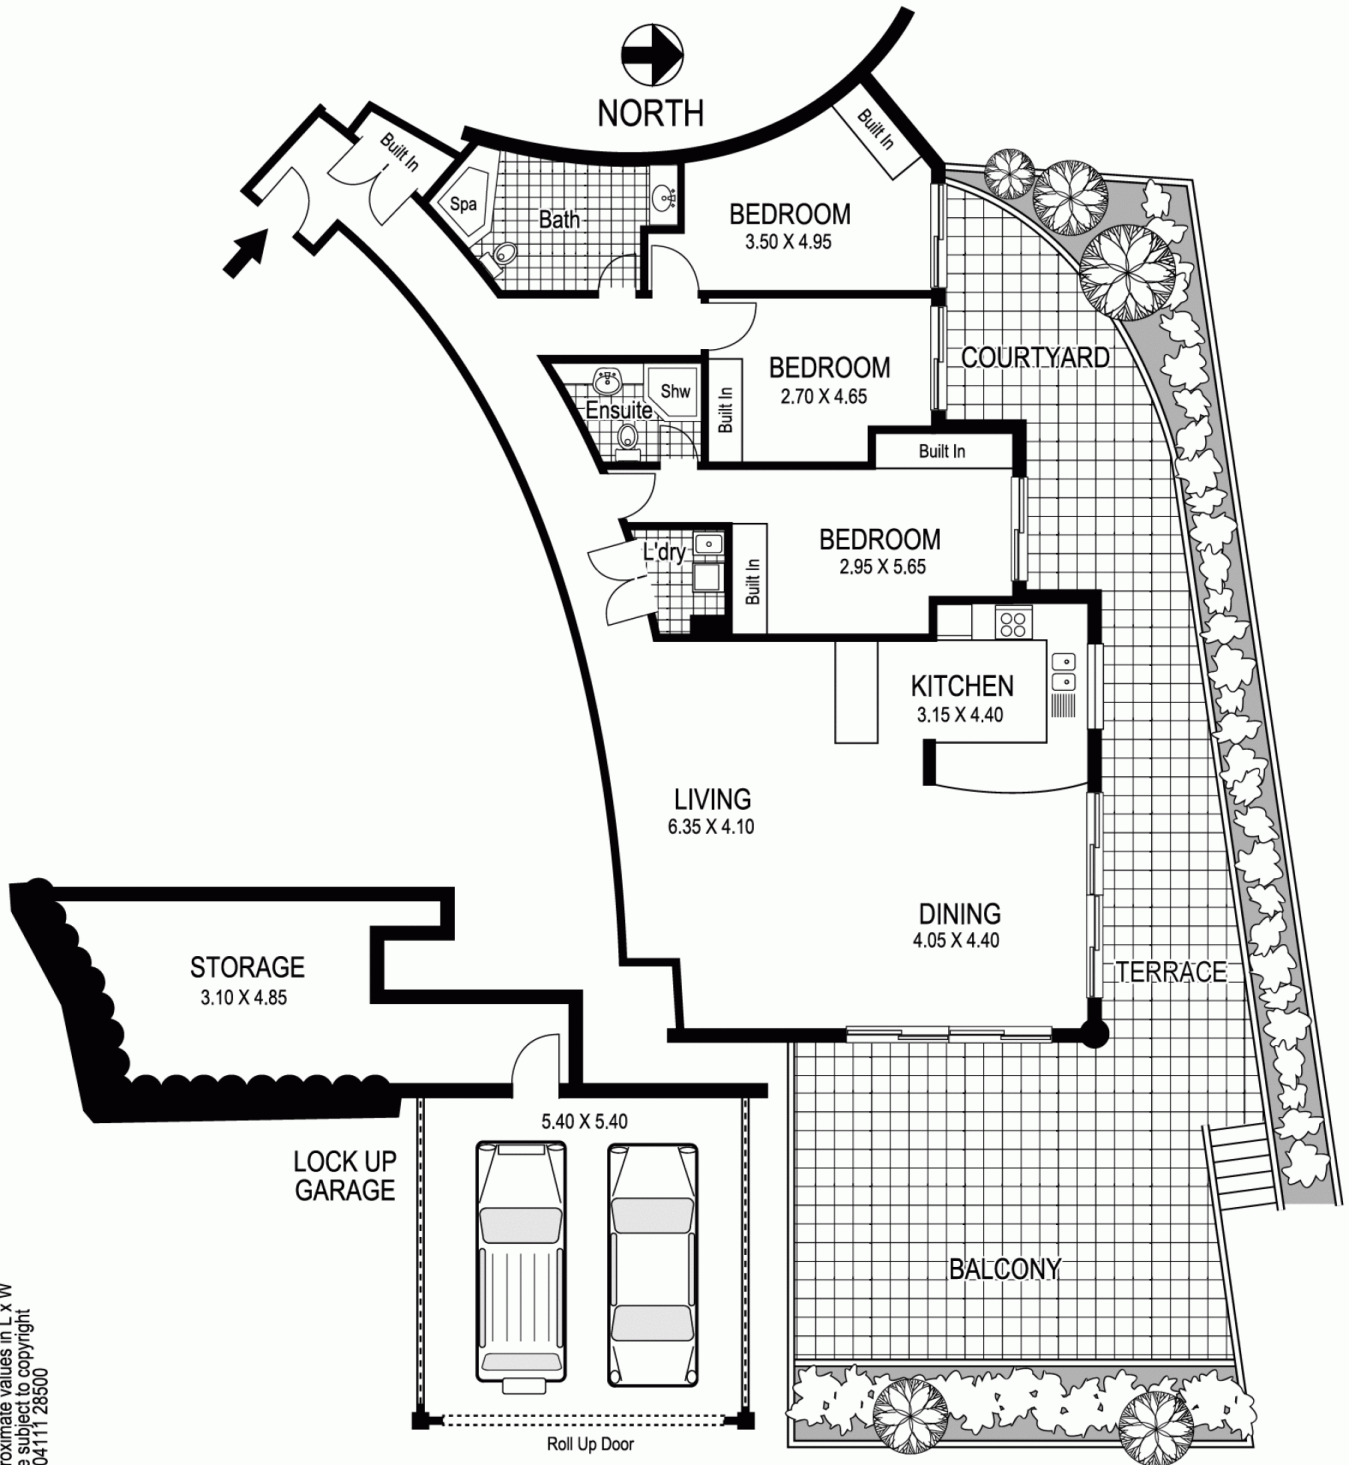 NORTH
Built In
Built In
Spa
Bath
BEDROOM
3.50 X 4.95
COURTYARD
BEDROOM
2.70 X 4.65
Shw
Ensuite
Built In
Built In
L'dry
BEDROOM
2.95 X 5.65
Built In
KITCHEN
3.15 X 4.40
LIVING
6.35 X 4.10
DINING
4.05 X 4.40
STORAGE
3.10 X 4.85
TERRACE
5.40 X 5.40
LOCK UP
GARAGE
BALCONY
Roll Up Door
values in L x W
subject to copyright
04111 28500